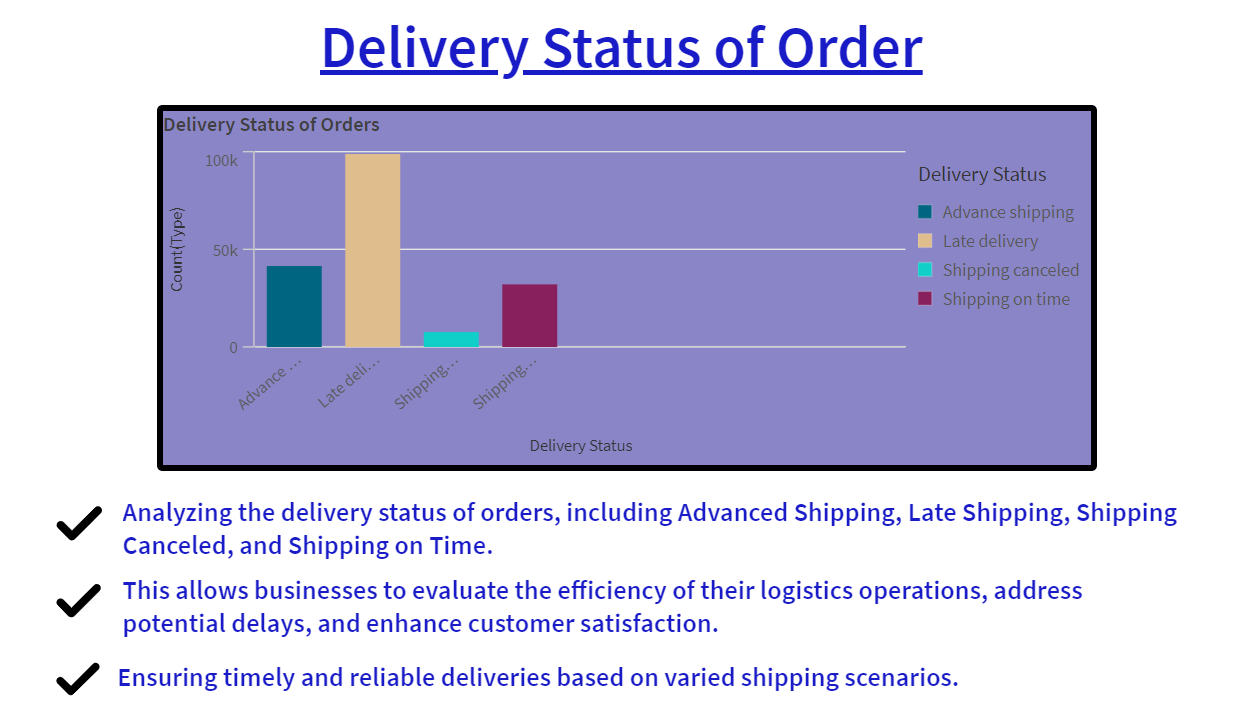 Delivery Status of Order
Delivery Status of Orders
100k
50k
0
Count(Type)
Advance ...
Late deli...
Shipping...
Shipping...
Delivery Status
Delivery Status
Advance shipping
Late delivery
Shipping canceled
Shipping on time
Analyzing the delivery status of orders, including Advanced Shipping, Late Shipping, Shipping
Canceled, and Shipping on Time.
This allows businesses to evaluate the efficiency of their logistics operations, address
potential delays, and enhance customer satisfaction.
Ensuring timely and reliable deliveries based on varied shipping scenarios.